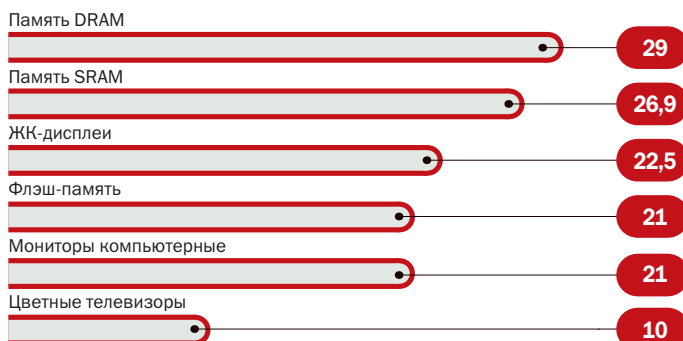 Память DRAM
29
Память SRAM
26,9
ЖК-дисплеи
22,5
Флэш-память
21
Мониторы компьютерные
21
Цветные телевизоры
10